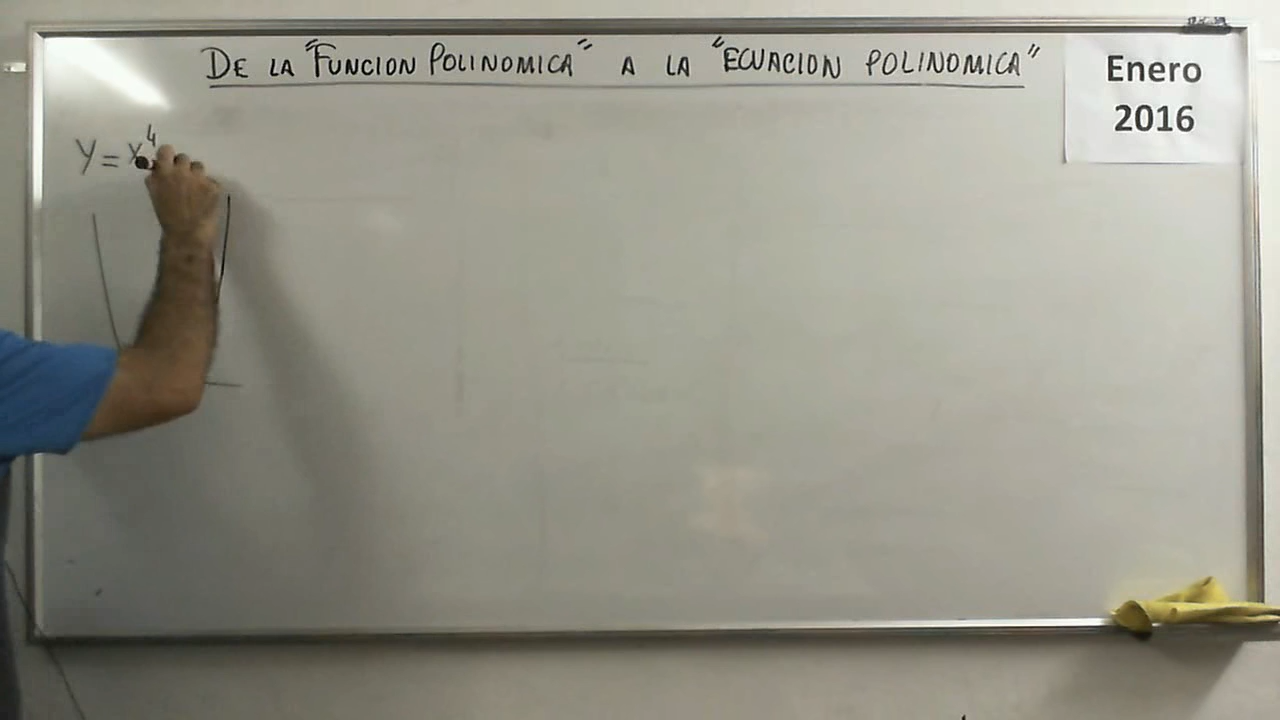 DE LA "FUNCION POLINOMICA" A LA "ECUACION POLINOMICA"
Enero
2016
Y = x⁴